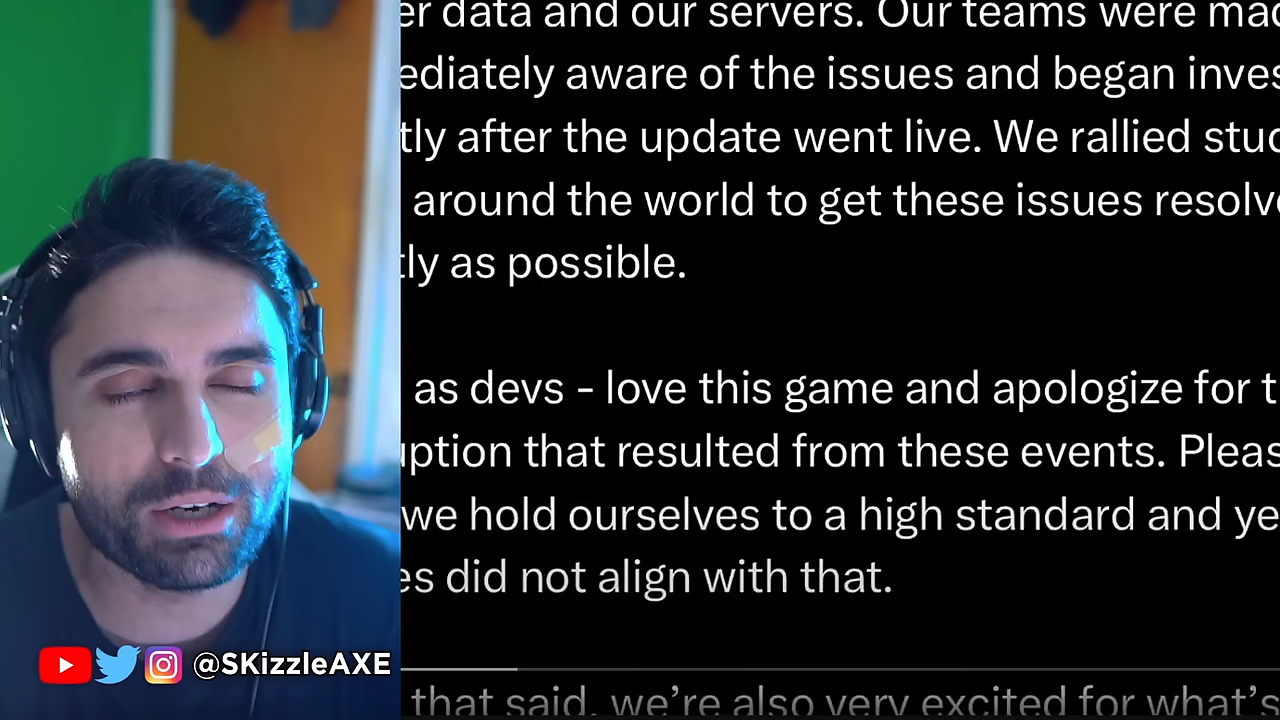 er data and our servers. Our teams were mad
ediately aware of the issues and began inves
tly after the update went live. We rallied stud
around the world to get these issues resolve
tly as possible.
as devs - love this game and apologize for t
uption that resulted from these events. Pleas
we hold ourselves to a high standard and ye
es did not align with that.
@SKizzleAXE
that said, we’re also very excited for what’s